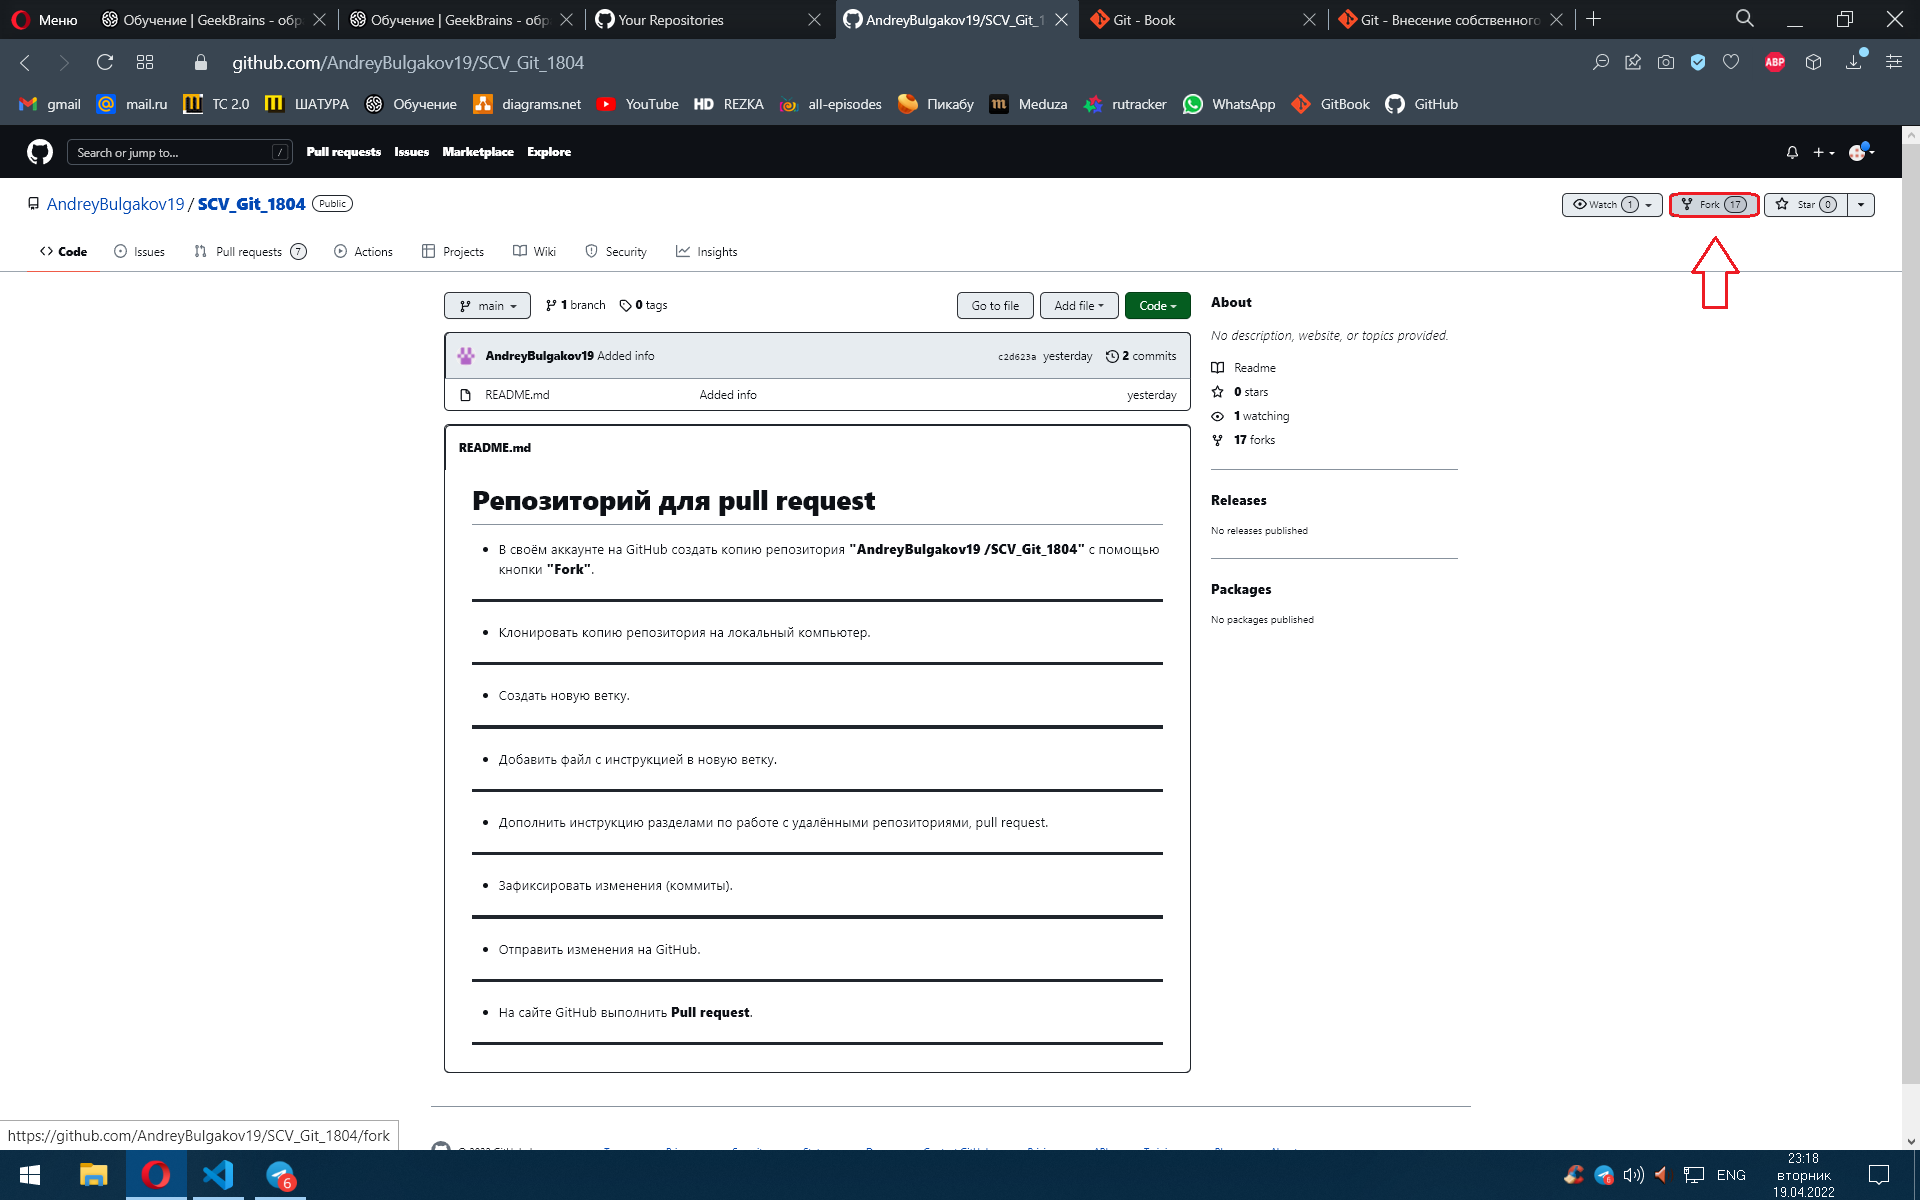 Меню
Обучение | GeekBrains - обр
Обучение | GeekBrains - обр
Your Repositories
AndreyBulgakov19/SCV_Git_1
Git - Book
Git - Внесение собственного
github.com/AndreyBulgakov19/SCV_Git_1804
ABP
gmail
mail.ru
ТС 2.0
ШАТУРА
Обучение
diagrams.net
YouTube
HD REZKA
all-episodes
Пикабу
Meduza
rutracker
WhatsApp
GitBook
GitHub
Search or jump to...
/
Pull requests
Issues
Marketplace
Explore
AndreyBulgakov19 / SCV_Git_1804 Public
Watch 1
Fork 17
Star 0
Code
Issues
Pull requests 7
Actions
Projects
Wiki
Security
Insights
main
1 branch
0 tags
Go to file
Add file
Code
AndreyBulgakov19 Added info
c2d623a yesterday
2 commits
README.md
Added info
yesterday
README.md
Репозиторий для pull request
В своём аккаунте на GitHub создать копию репозитория "AndreyBulgakov19 /SCV_Git_1804" с помощью
кнопки "Fork".
Клонировать копию репозитория на локальный компьютер.
Создать новую ветку.
Добавить файл с инструкцией в новую ветку.
Дополнить инструкцию разделами по работе с удалёнными репозиториями, pull request.
Зафиксировать изменения (коммиты).
Отправить изменения на GitHub.
На сайте GitHub выполнить Pull request.
About
No description, website, or topics provided.
Readme
0 stars
1 watching
17 forks
Releases
No releases published
Packages
No packages published
https://github.com/AndreyBulgakov19/SCV_Git_1804/fork
6
ENG
23:18
вторник
19.04.2022